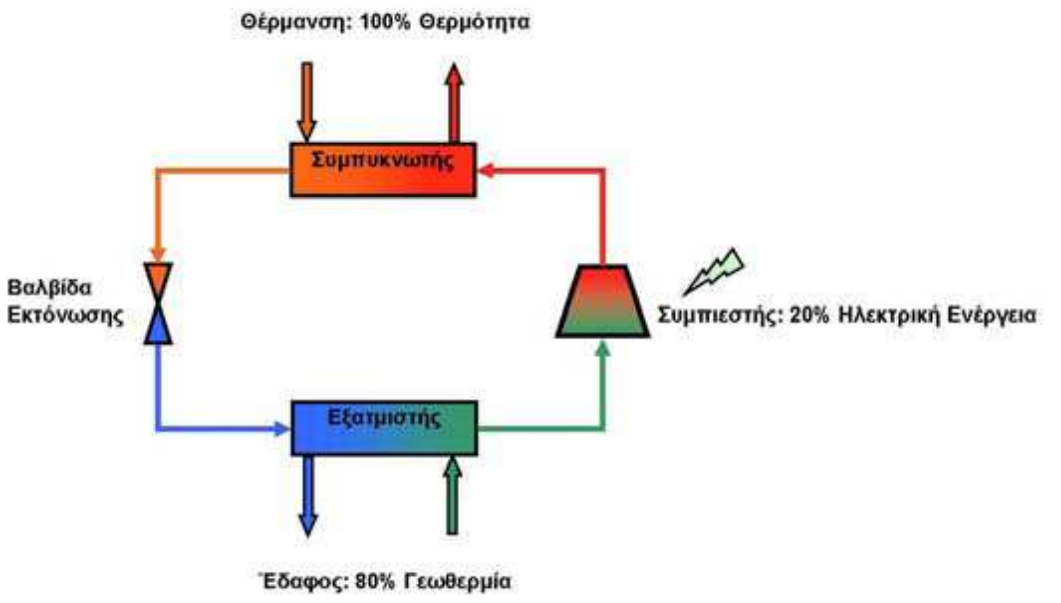 Θέρμανση: 100% Θερμότητα
Συμπυκνωτής
Βαλβίδα
Εκτόνωσης
Συμπιεστής: 20% Ηλεκτρική Ενέργεια
Εξατμιστής
Έδαφος: 80% Γεωθερμία